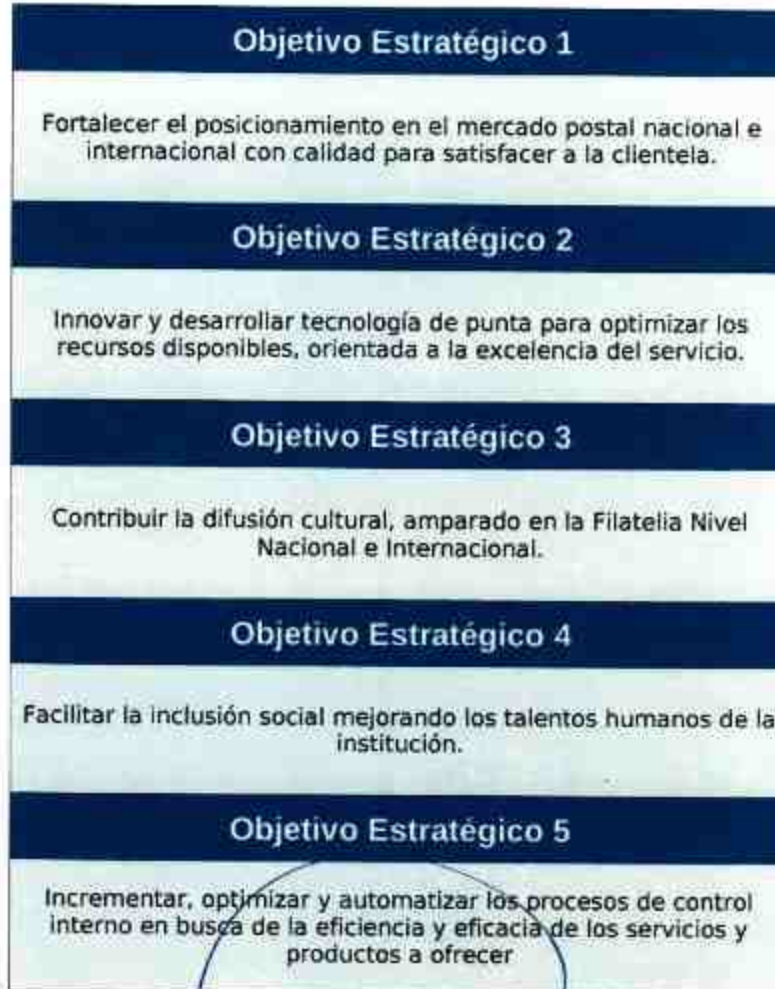 Objetivo Estratégico 1
Fortalecer el posicionamiento en el mercado postal nacional e
internacional con calidad para satisfacer a la clientela.
Objetivo Estratégico 2
Innovar y desarrollar tecnología de punta para optimizar los
recursos disponibles, orientada a la excelencia del servicio.
Objetivo Estratégico 3
Contribuir la difusión cultural, amparado en la Filatelia Nivel
Nacional e Internacional.
Objetivo Estratégico 4
Facilitar la inclusión social mejorando los talentos humanos de la
institución.
Objetivo Estratégico 5
Incrementar, optimizar y automatizar los procesos de control
interno en busca de la eficiencia y eficacia de los servicios y
productos a ofrecer